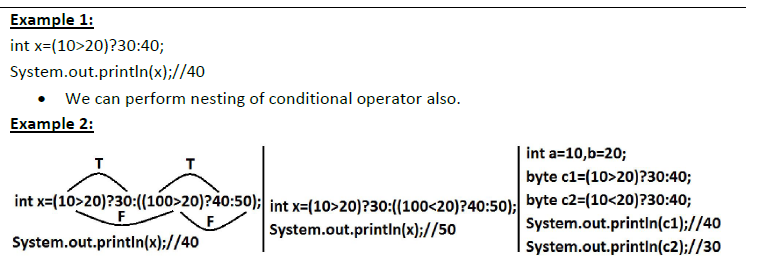 Example 1:
int x=(10>20)?30:40;
System.out.println(x);//40
• We can perform nesting of conditional operator also.
Example 2:
T T
int x=(10>20)?30:((100>20)?40:50);
F F
System.out.println(x);//40
int x=(10>20)?30:((100<20)?40:50);
System.out.println(x);//50
int a=10,b=20;
byte c1=(10>20)?30:40;
byte c2=(10<20)?30:40;
System.out.println(c1);//40
System.out.println(c2);//30